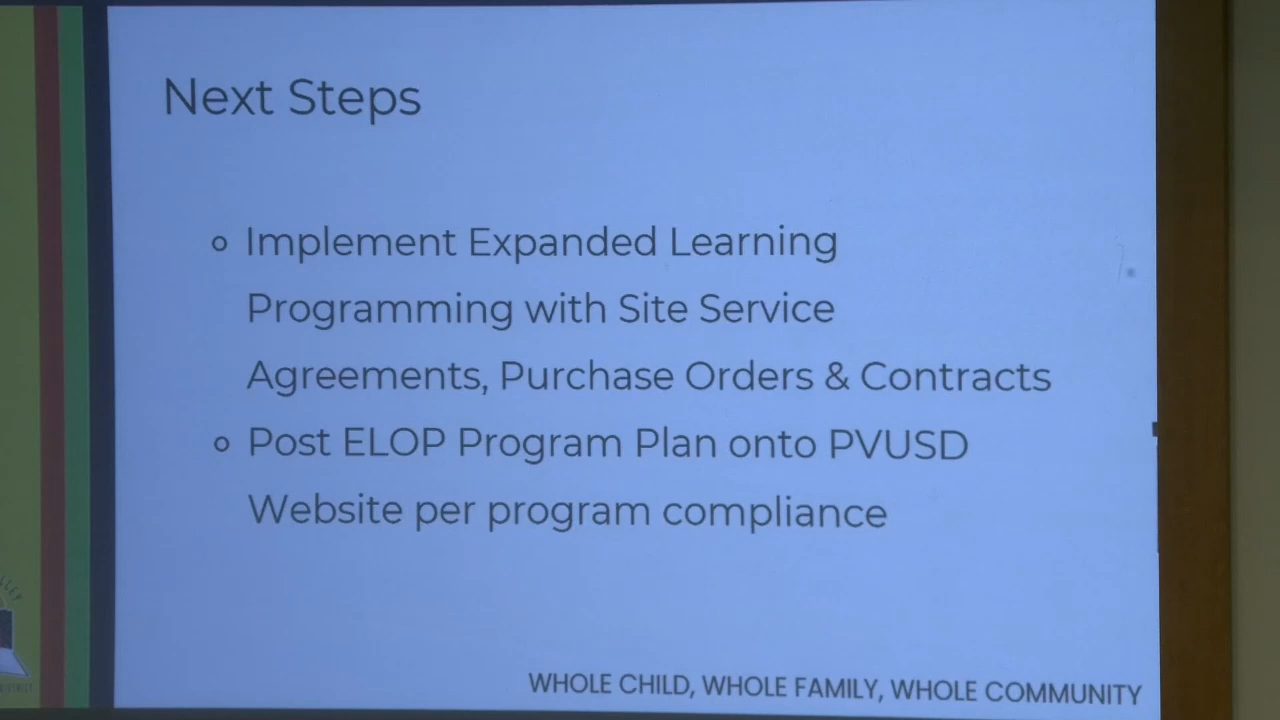 Next Steps
Implement Expanded Learning
Programming with Site Service
Agreements, Purchase Orders & Contracts
Post ELOP Program Plan onto PVUSD
Website per program compliance
WHOLE CHILD, WHOLE FAMILY, WHOLE COMMUNITY